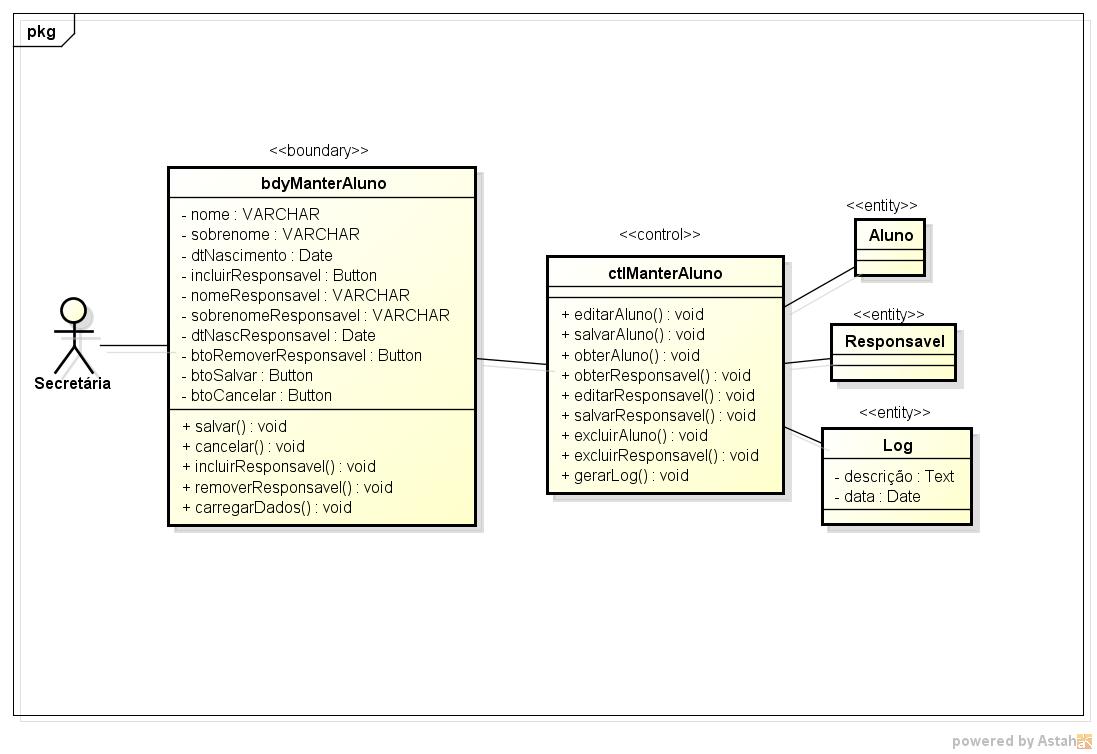 pkg
<<boundary>>
bdyManterAluno
- nome : VARCHAR
- sobrenome : VARCHAR
- dtNascimento : Date
- incluirResponsavel : Button
- nomeResponsavel : VARCHAR
- sobrenomeResponsavel : VARCHAR
- dtNascResponsavel : Date
- btoRemoverResponsavel : Button
- btoSalvar : Button
- btoCancelar : Button
+ salvar() : void
+ cancelar() : void
+ incluirResponsavel() : void
+ removerResponsavel() : void
+ carregarDados() : void
Secretária
<<control>>
ctlManterAluno
+ editarAluno() : void
+ salvarAluno() : void
+ obterAluno() : void
+ obterResponsavel() : void
+ editarResponsavel() : void
+ salvarResponsavel() : void
+ excluirAluno() : void
+ excluirResponsavel() : void
+ gerarLog() : void
<<entity>>
Aluno
<<entity>>
Responsavel
<<entity>>
Log
- descrição : Text
- data : Date
powered by Astah